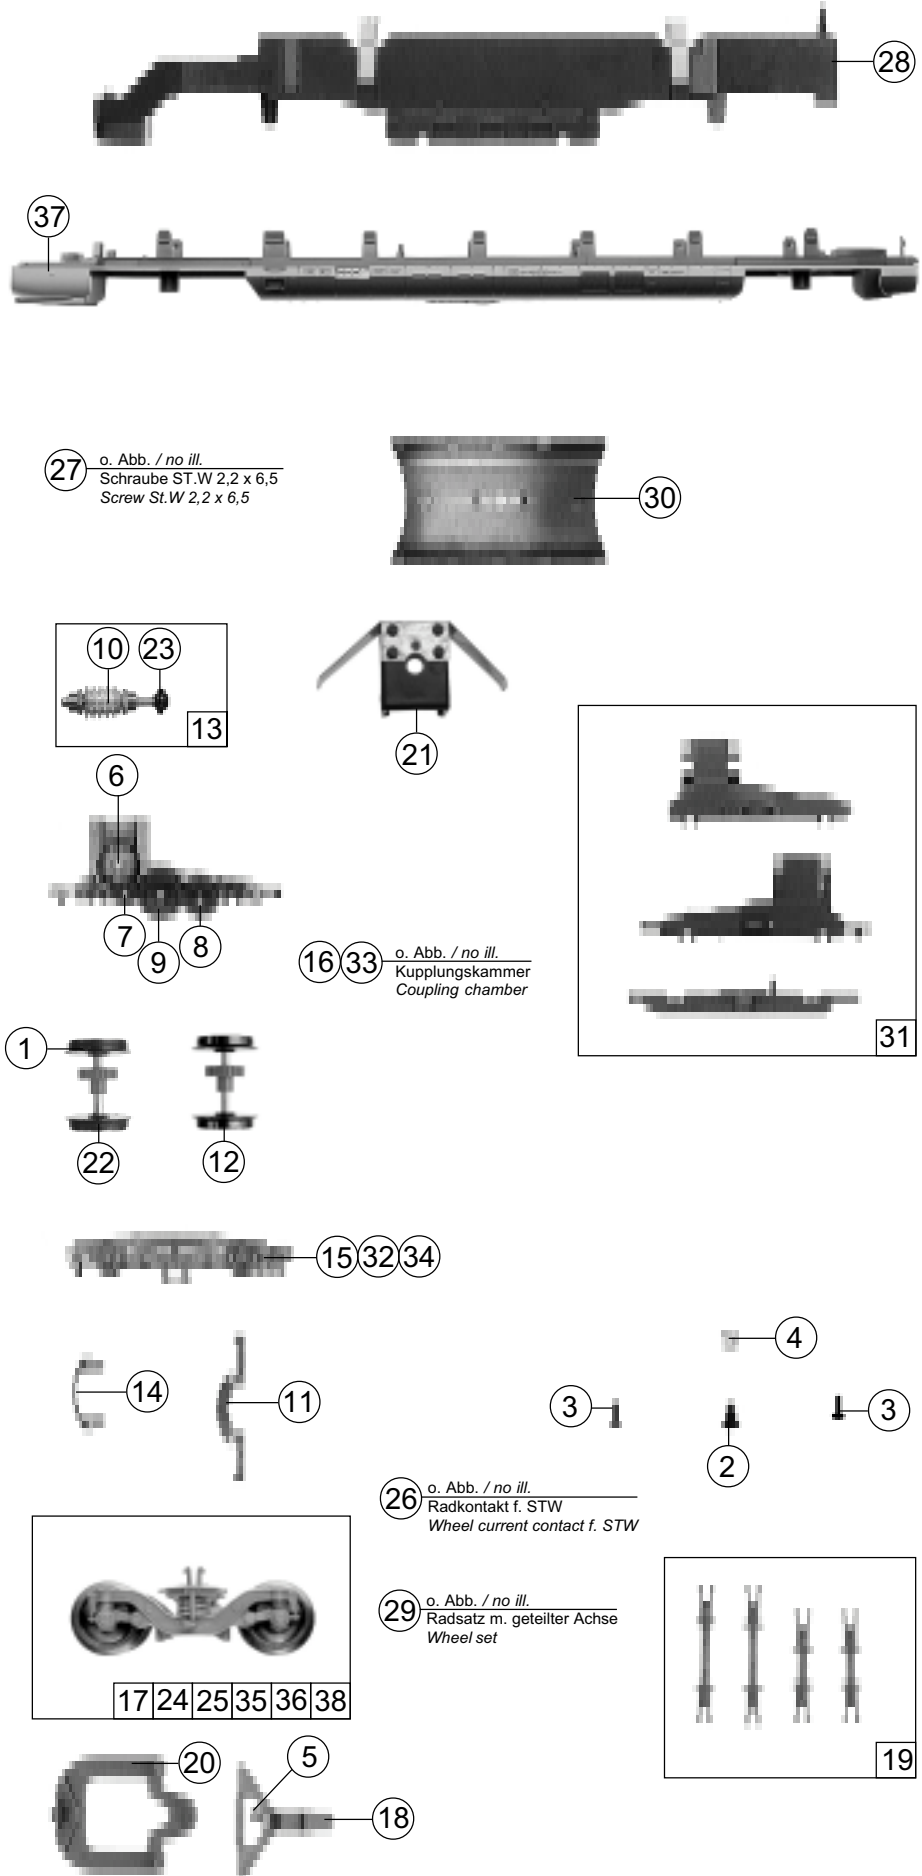 28
37
27
o. Abb. / no ill.
Schraube ST.W 2,2 x 6,5
Screw St.W 2,2 x 6,5
30
10 23
13
21
6
7
9
8
16 33
o. Abb. / no ill.
Kupplungskammer
Coupling chamber
31
1
22
12
15 32 34
4
14
11
3
3
2
26
o. Abb. / no ill.
Radkontakt f. STW
Wheel current contact f. STW
29
o. Abb. / no ill.
Radsatz m. geteilter Achse
Wheel set
17 24 25 35 36 38
19
20
5
18